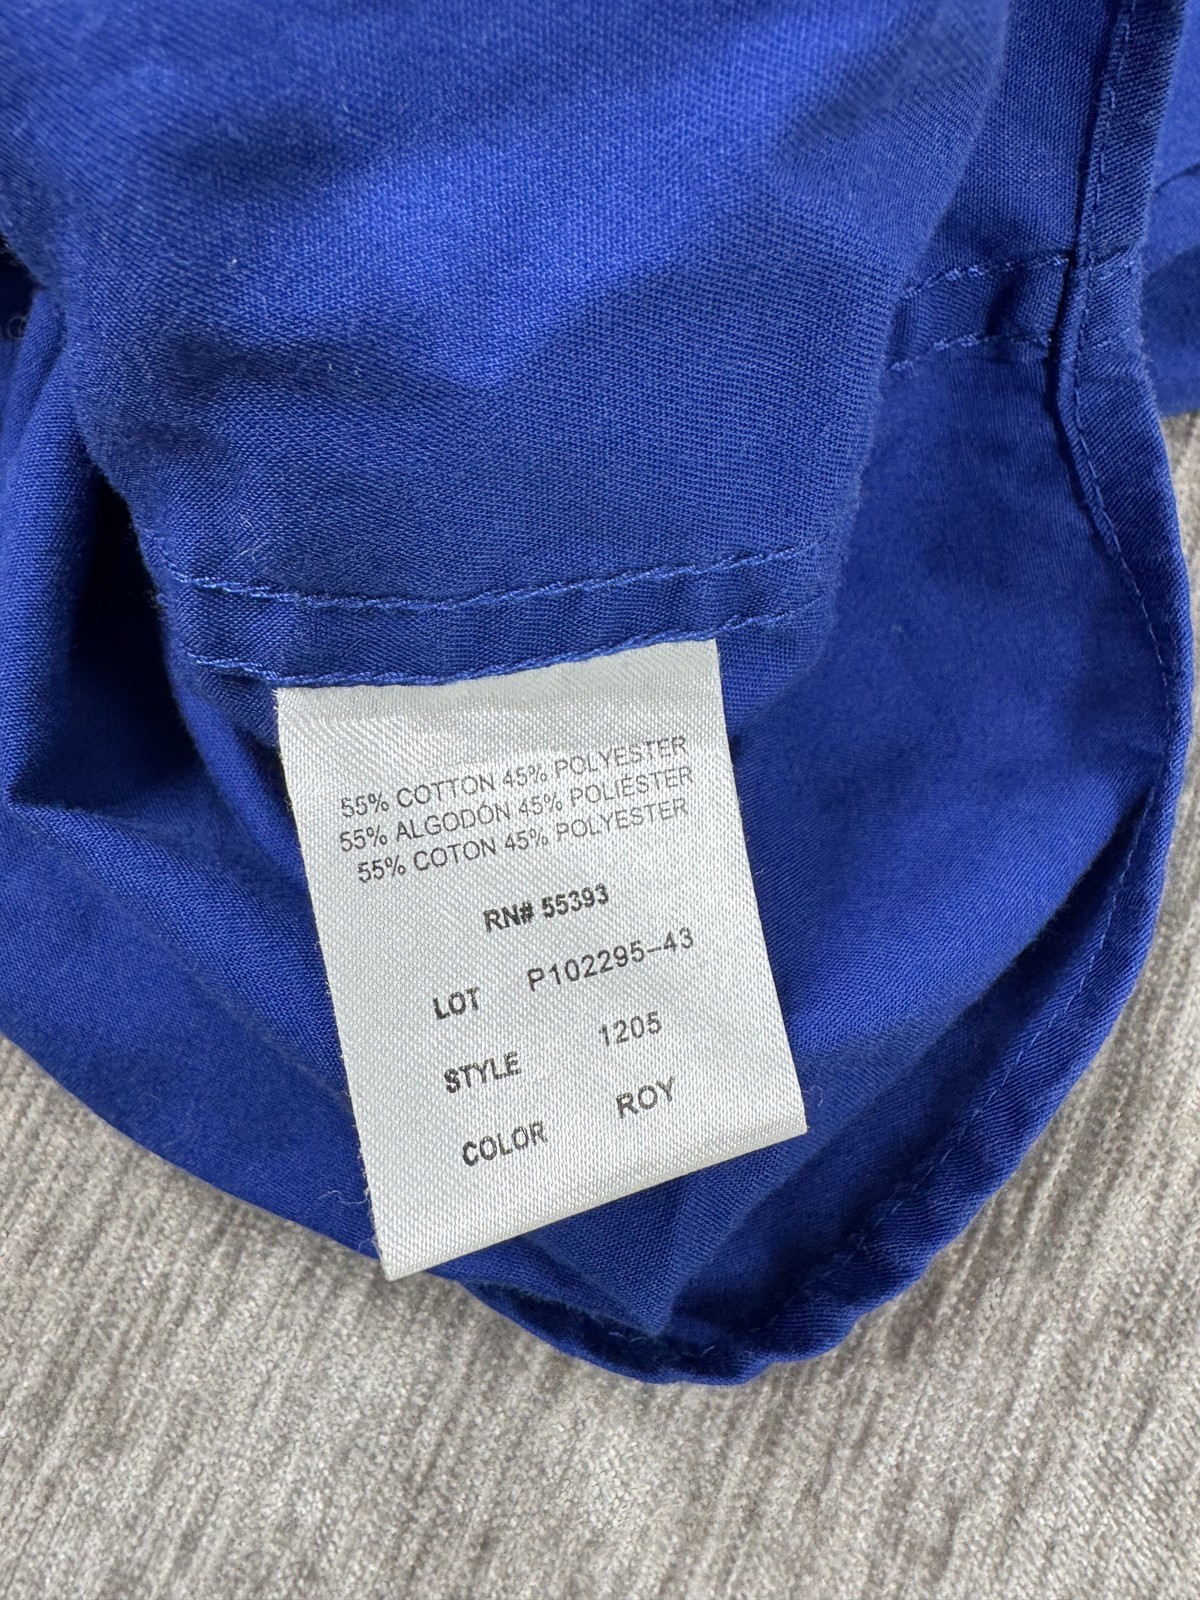 55% COTTON 45% POLYESTER
55% ALGODÓN 45% POLIÉSTER
55% COTON 45% POLYESTER
RN# 55393
LOT P102295-43
STYLE 1205
COLOR ROY